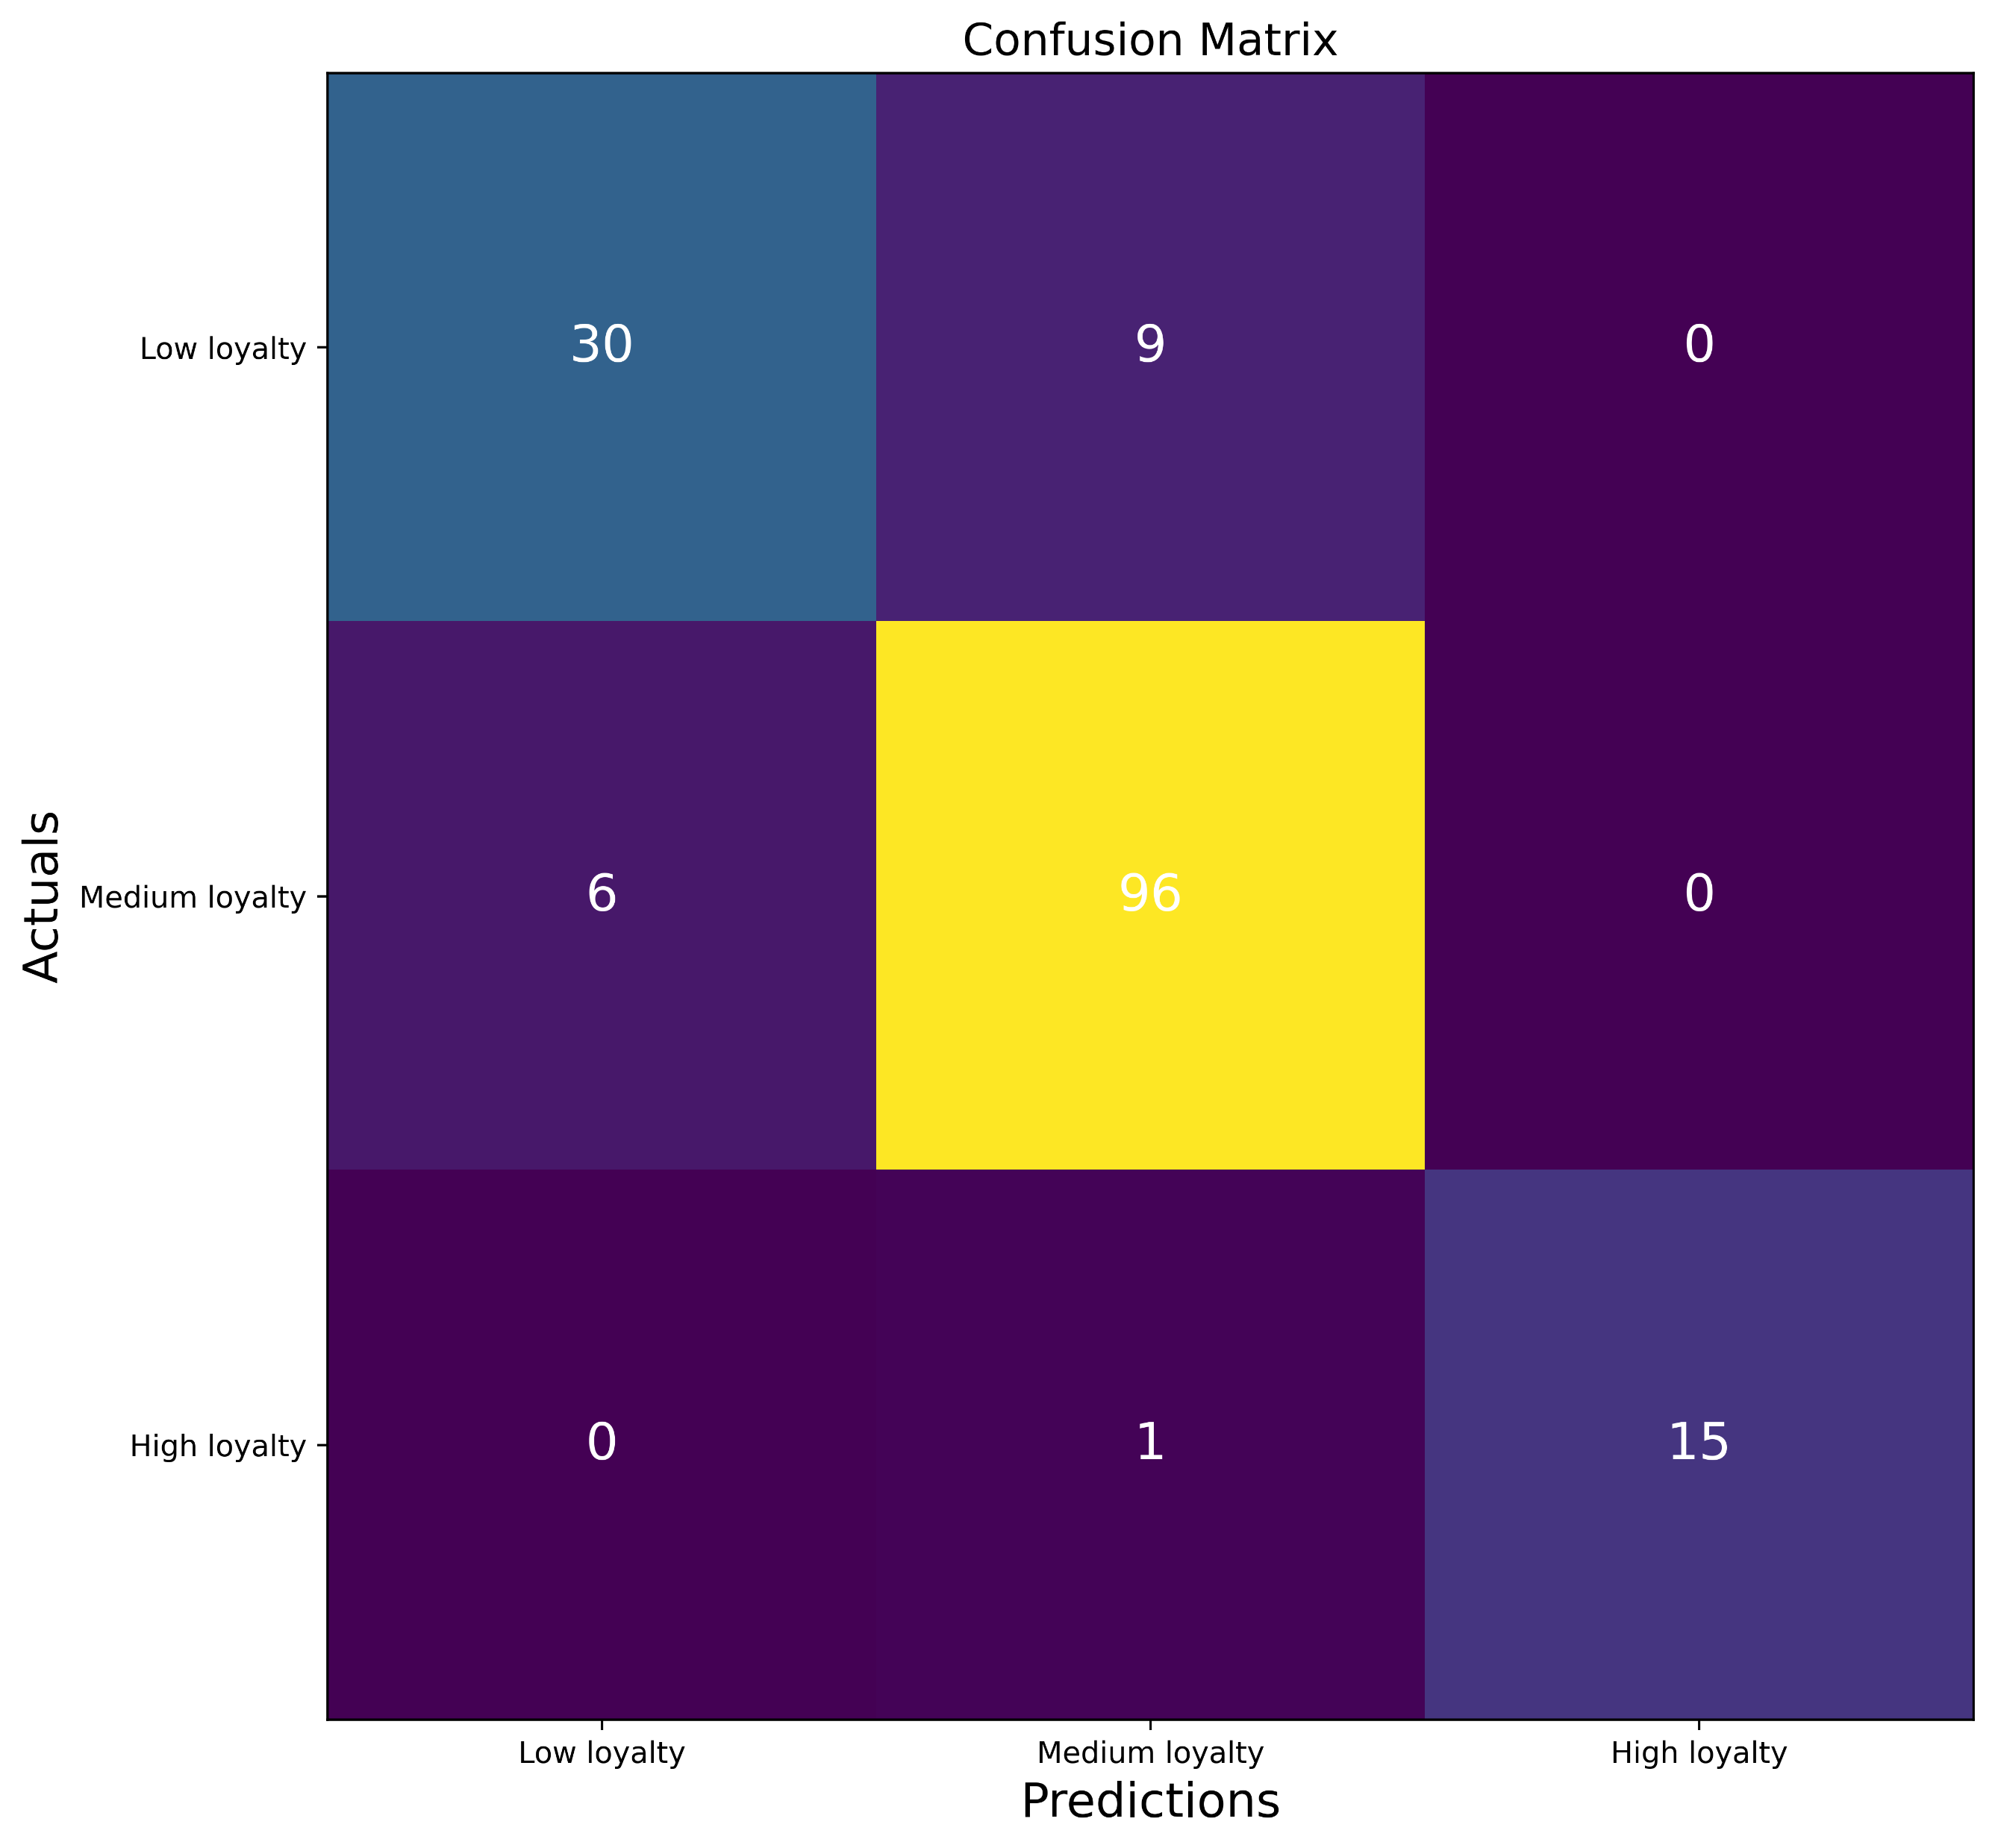 Confusion Matrix
Actuals
Low loyalty 30 9 0
Medium loyalty 6 96 0
High loyalty 0 1 15
Low loyalty Medium loyalty High loyalty
Predictions